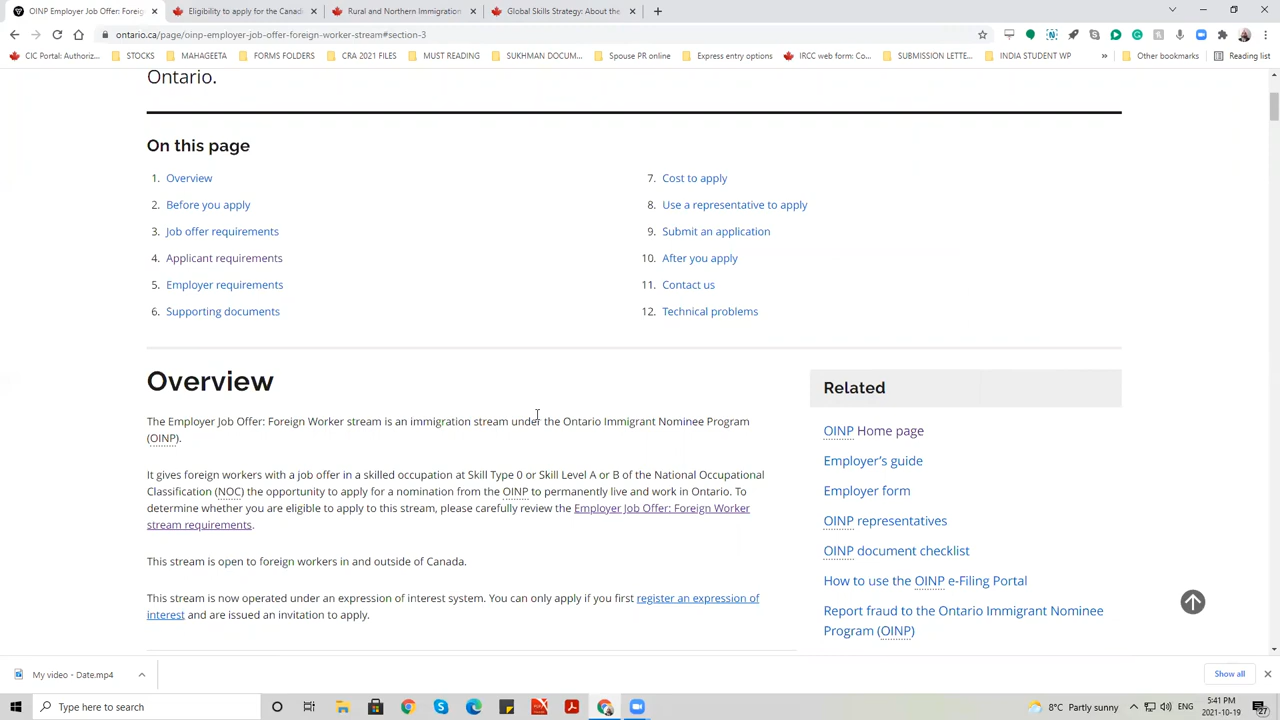 OINP Employer Job Offer: Foreig
Eligibility to apply for the Canad
Rural and Northern Immigration
Global Skills Strategy: About the
ontario.ca/page/oinp-employer-job-offer-foreign-worker-stream#section-3
CIC Portal: Authoriz...
STOCKS
MAHAGEETA
FORMS FOLDERS
CRA 2021 FILES
MUST READING
SUKHMAN DOCUM...
Spouse PR online
Express entry options
IRCC web form: Co...
SUBMISSION LETTE...
INDIA STUDENT WP
»
Other bookmarks
Reading list
Ontario.
On this page
1. Overview
2. Before you apply
3. Job offer requirements
4. Applicant requirements
5. Employer requirements
6. Supporting documents
7. Cost to apply
8. Use a representative to apply
9. Submit an application
10. After you apply
11. Contact us
12. Technical problems
Overview
The Employer Job Offer: Foreign Worker stream is an immigration stream under the Ontario Immigrant Nominee Program
(OINP).
It gives foreign workers with a job offer in a skilled occupation at Skill Type 0 or Skill Level A or B of the National Occupational
Classification (NOC) the opportunity to apply for a nomination from the OINP to permanently live and work in Ontario. To
determine whether you are eligible to apply to this stream, please carefully review the Employer Job Offer: Foreign Worker
stream requirements.
This stream is open to foreign workers in and outside of Canada.
This stream is now operated under an expression of interest system. You can only apply if you first register an expression of
interest and are issued an invitation to apply.
Related
OINP Home page
Employer's guide
Employer form
OINP representatives
OINP document checklist
How to use the OINP e-Filing Portal
Report fraud to the Ontario Immigrant Nominee
Program (OINP)
My video - Date.mp4
Show all
Type here to search
8°C Partly sunny
ENG
5:41 PM
2021-10-19
27